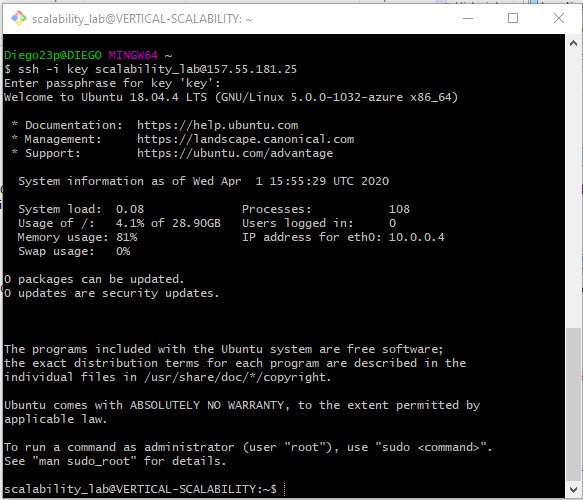 scalability_lab@VERTICAL-SCALABILITY: ~
Diego23p@DIEGO MINGW64 ~
$ ssh -i key scalability_lab@157.55.181.25
Enter passphrase for key 'key':
Welcome to Ubuntu 18.04.4 LTS (GNU/Linux 5.0.0-1032-azure x86_64)
* Documentation:  https://help.ubuntu.com
* Management:     https://landscape.canonical.com
* Support:        https://ubuntu.com/advantage
System information as of Wed Apr  1 15:55:29 UTC 2020
System load:  0.08              Processes:           108
Usage of /:   4.1% of 28.90GB   Users logged in:     0
Memory usage: 81%               IP address for eth0: 10.0.0.4
Swap usage:   0%
0 packages can be updated.
0 updates are security updates.
The programs included with the Ubuntu system are free software;
the exact distribution terms for each program are described in the
individual files in /usr/share/doc/*/copyright.
Ubuntu comes with ABSOLUTELY NO WARRANTY, to the extent permitted by
applicable law.
To run a command as administrator (user "root"), use "sudo <command>".
See "man sudo_root" for details.
scalability_lab@VERTICAL-SCALABILITY:~$